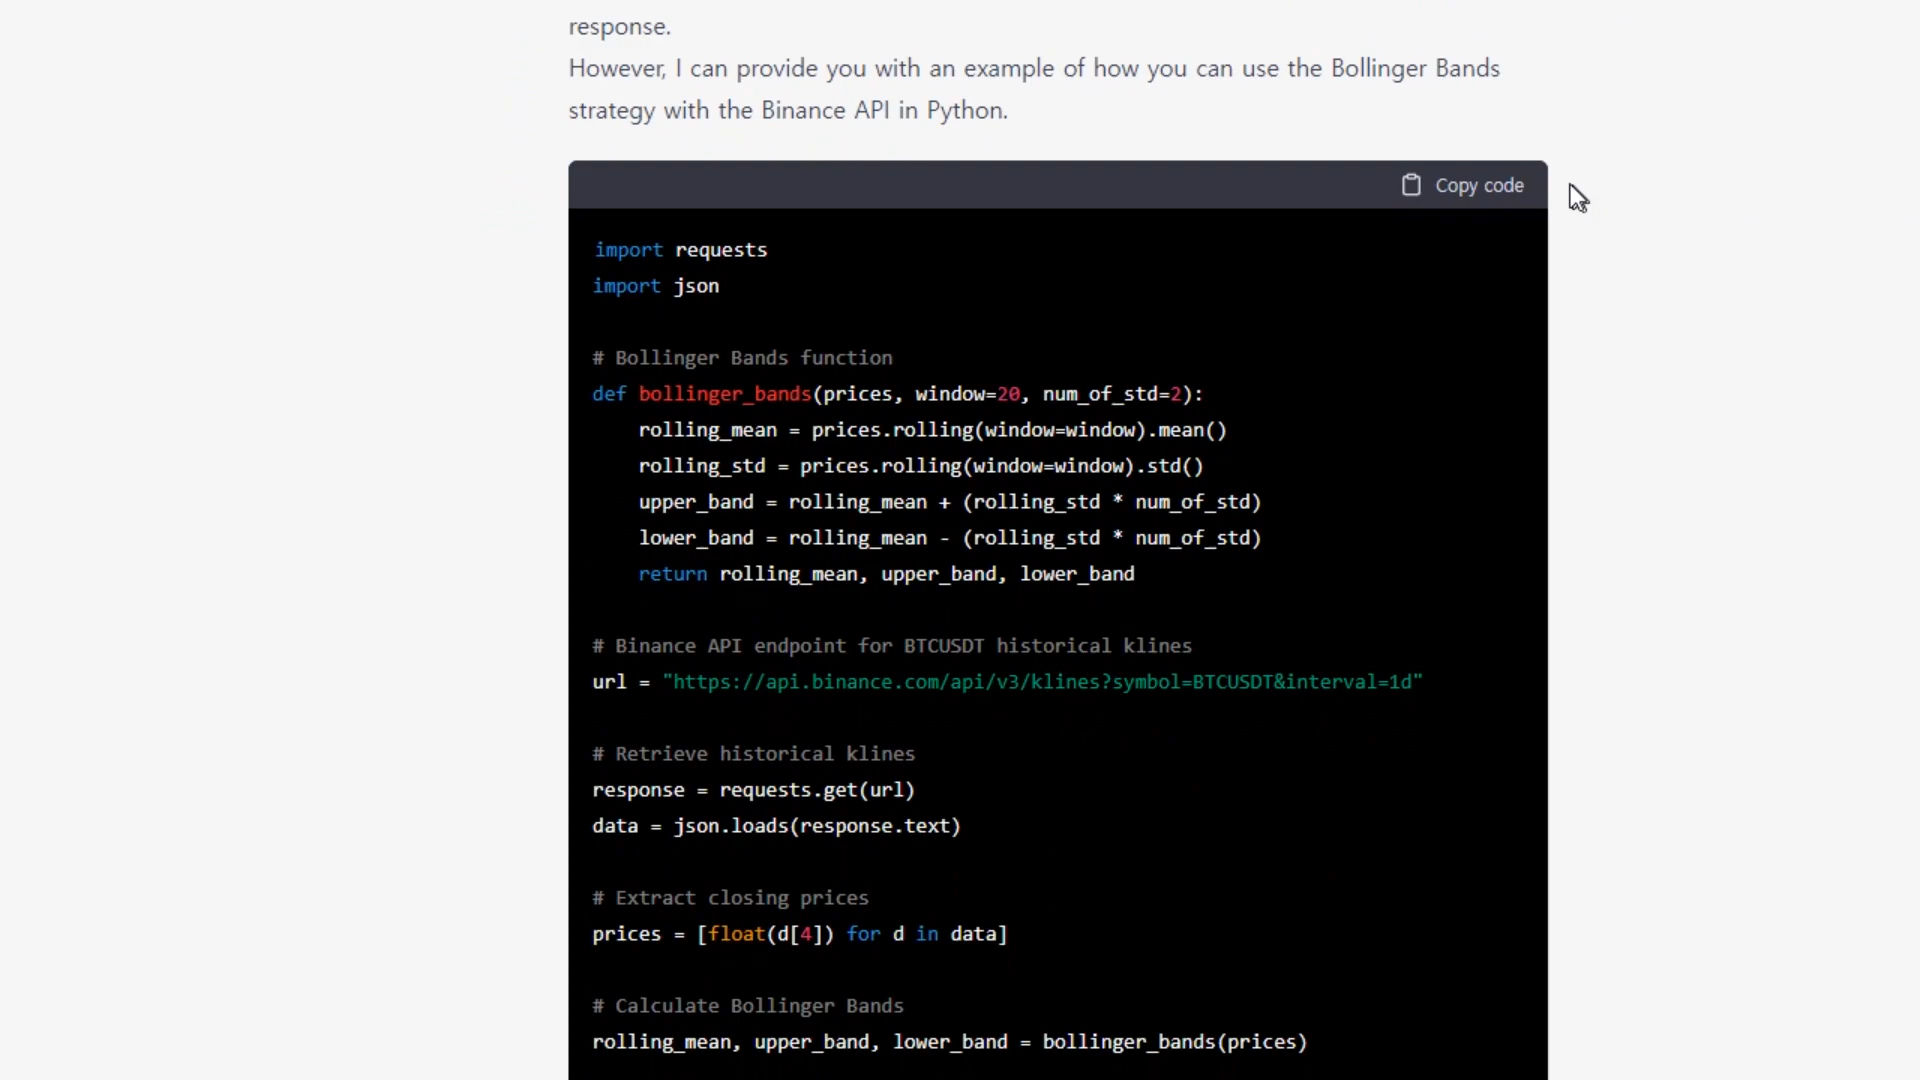 response.
However, I can provide you with an example of how you can use the Bollinger Bands
strategy with the Binance API in Python.
Copy code
import requests
import json
# Bollinger Bands function
def bollinger_bands(prices, window=20, num_of_std=2):
    rolling_mean = prices.rolling(window=window).mean()
    rolling_std = prices.rolling(window=window).std()
    upper_band = rolling_mean + (rolling_std * num_of_std)
    lower_band = rolling_mean - (rolling_std * num_of_std)
    return rolling_mean, upper_band, lower_band
# Binance API endpoint for BTCUSDT historical klines
url = "https://api.binance.com/api/v3/klines?symbol=BTCUSDT&interval=1d"
# Retrieve historical klines
response = requests.get(url)
data = json.loads(response.text)
# Extract closing prices
prices = [float(d[4]) for d in data]
# Calculate Bollinger Bands
rolling_mean, upper_band, lower_band = bollinger_bands(prices)